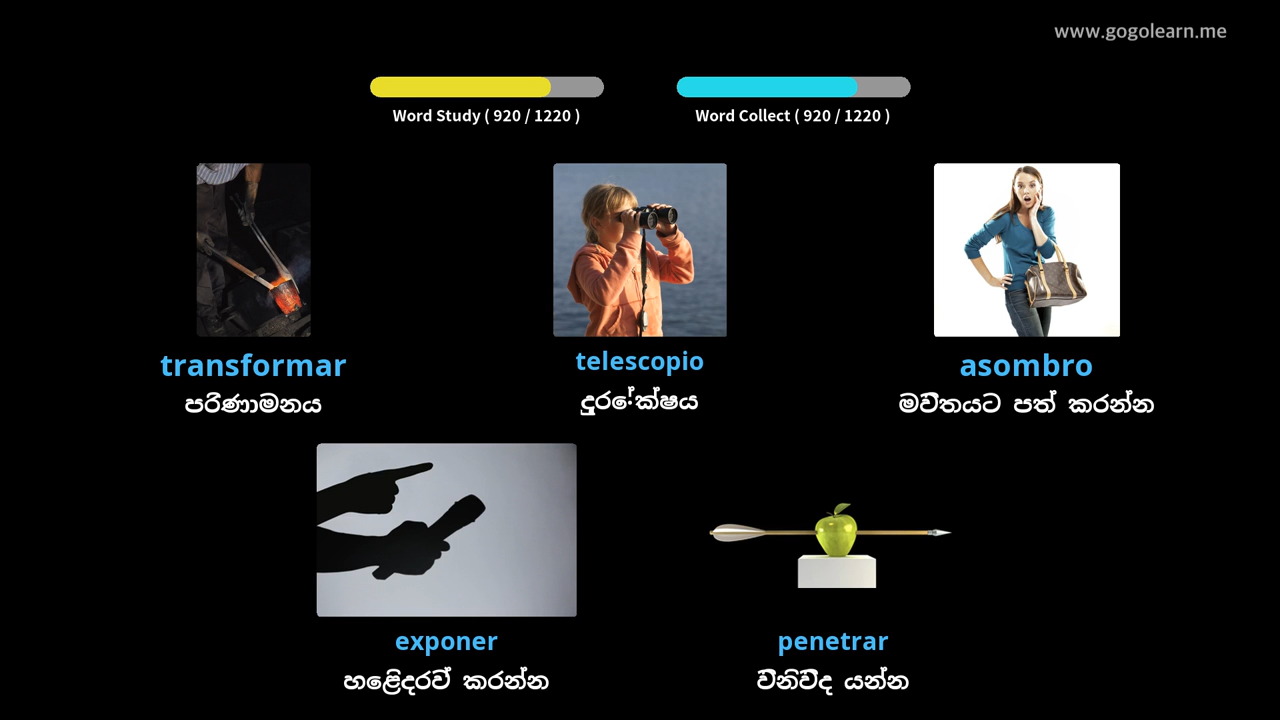 www.gogolearn.me
Word Study ( 920 / 1220 )
Word Collect ( 920 / 1220 )
transformar
පරිණාමනය
telescopio
දුරේක්ෂය
asombro
මවිතයට පත් කරන්න
exponer
හෙළිදරව් කරන්න
penetrar
විනිවිද යන්න